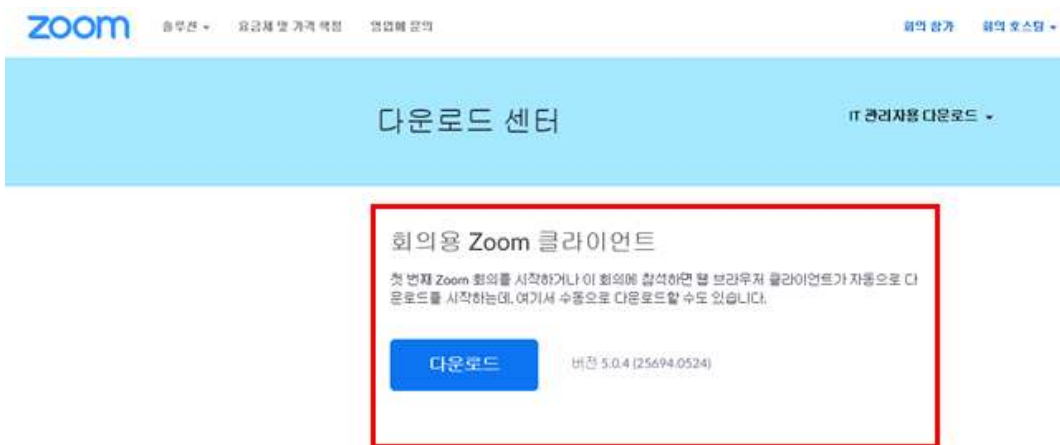 zoom 솔루션 요금제 및 가격 책정 영업에 문의 회의 참가 회의 호스팅
다운로드 센터 IT 관리자용 다운로드
회의용 Zoom 클라이언트
첫 번째 Zoom 회의를 시작하거나 이 회의에 참석하면 웹 브라우저 클라이언트가 자동으로 다
운로드를 시작하는데, 여기서 수동으로 다운로드할 수도 있습니다.
다운로드 버전 5.0.4 (25694.0524)